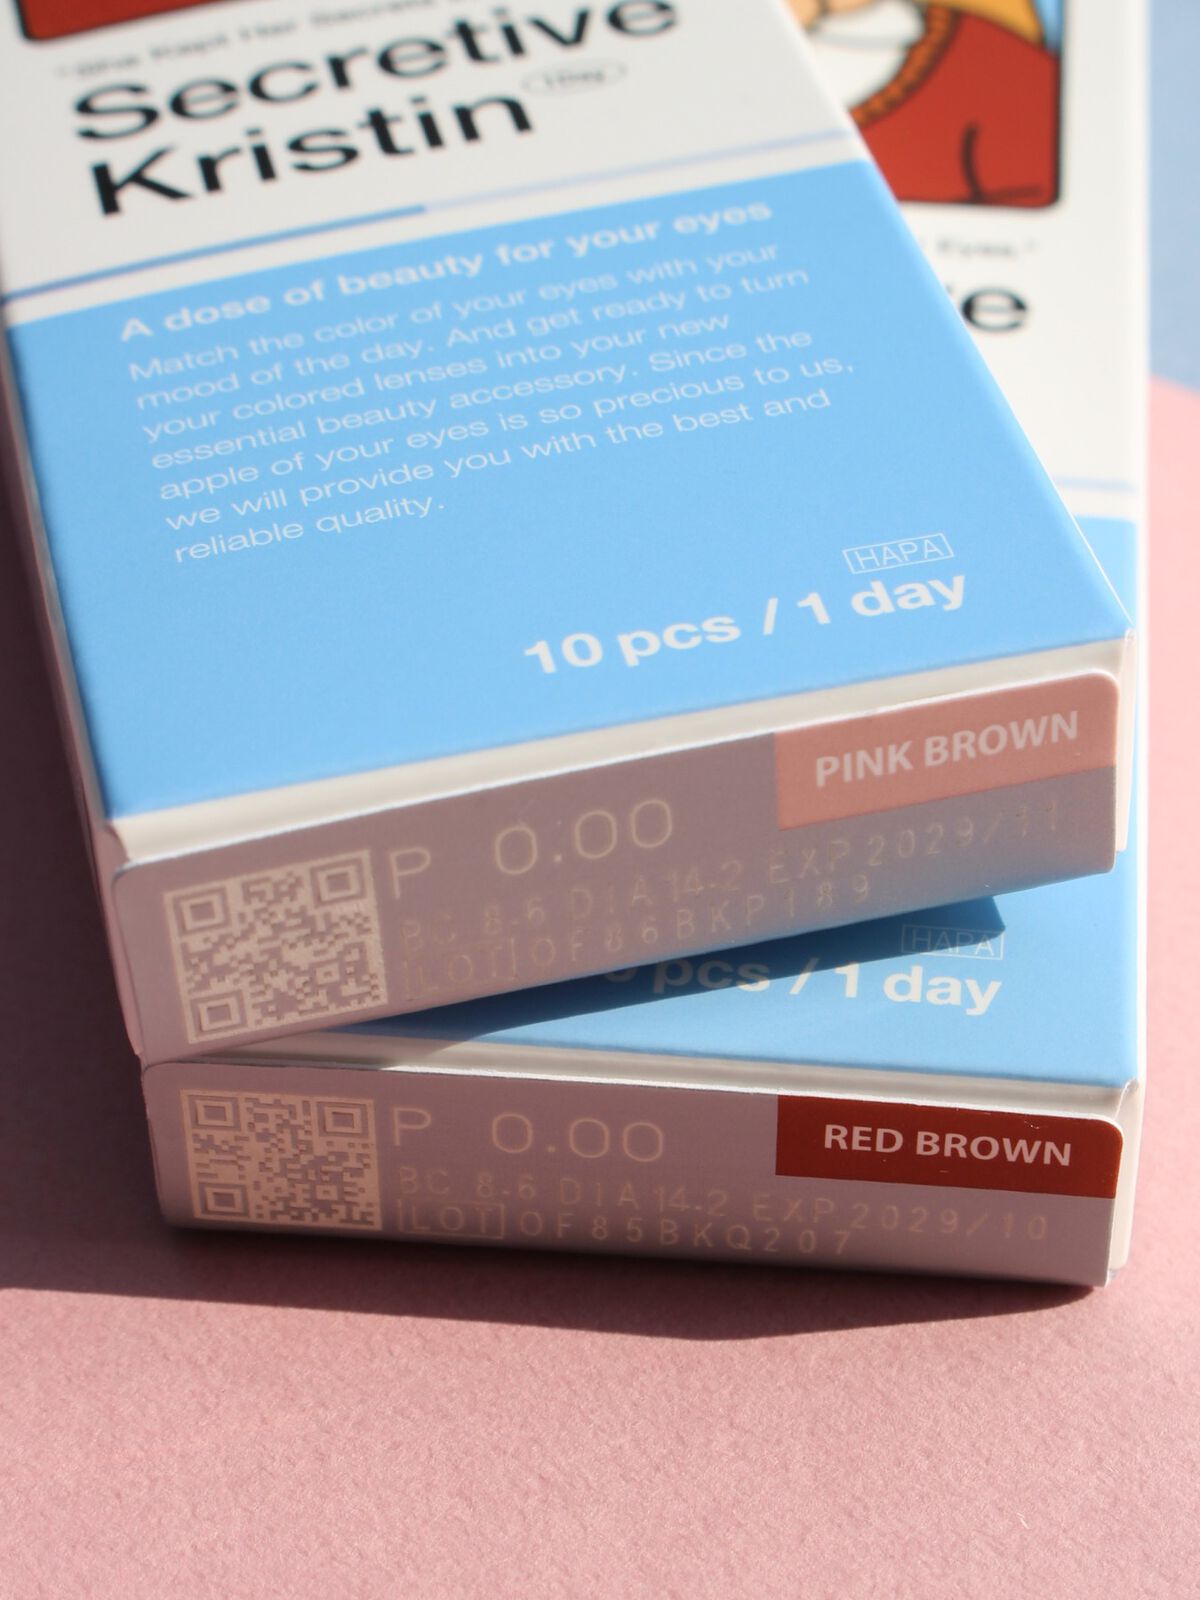 Secretive
Kristin
1Day
A dose of beauty for your eyes
Match the color of your eyes with your
mood of the day. And get ready to turn
your colored lenses into your new
essential beauty accessory. Since the
apple of your eyes is so precious to us,
we will provide you with the best and
reliable quality.
HAPA
10 pcs / 1 day
PINK BROWN
P 0.00
BC 8.6 DIA 14.2 EXP 2029/11
LOT OF86BKP189
Eyes."
HAPA
pcs / 1 day
RED BROWN
P 0.00
BC 8.6 DIA 14.2 EXP 2029/10
LOT OF85BKQ207